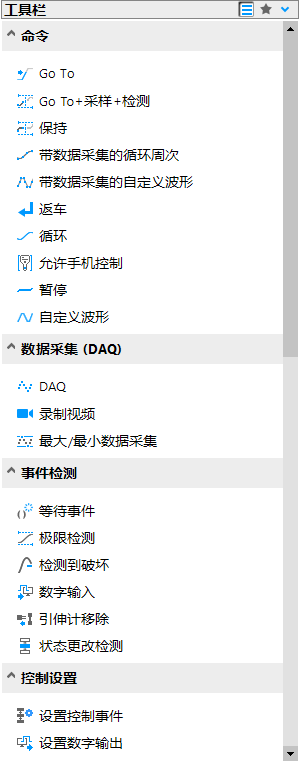 工具栏
命令
Go To
Go To+采样+检测
保持
带数据采集的循环周次
带数据采集的自定义波形
返车
循环
允许手机控制
暂停
自定义波形
数据采集 (DAQ)
DAQ
录制视频
最大/最小数据采集
事件检测
等待事件
极限检测
检测到破坏
数字输入
引伸计移除
状态更改检测
控制设置
设置控制事件
设置数字输出